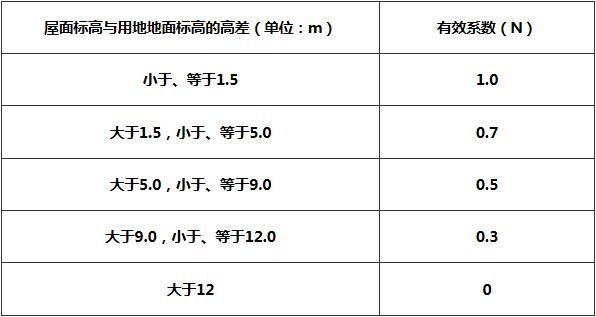 屋面标高与用地地面标高的高差（单位：m） 有效系数（N）
小于、等于1.5 1.0
大于1.5，小于、等于5.0 0.7
大于5.0，小于、等于9.0 0.5
大于9.0，小于、等于12.0 0.3
大于12 0